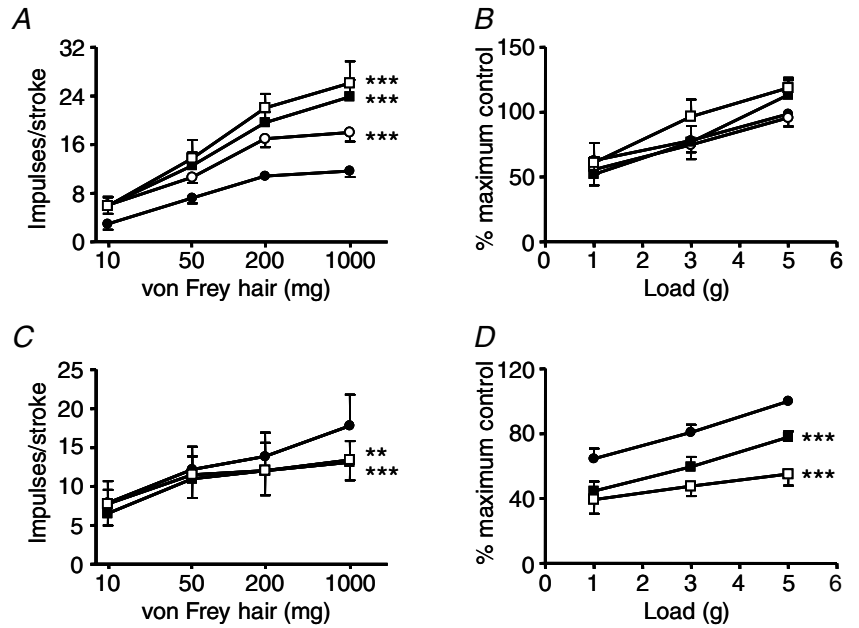 A
32
24
16
8
0
Impulses/stroke
10 50 200 1000
von Frey hair (mg)
***
***
***
B
150
100
50
0
% maximum control
0 1 2 3 4 5 6
Load (g)
C
25
20
15
10
5
0
Impulses/stroke
10 50 200 1000
von Frey hair (mg)
**
***
D
120
80
40
0
% maximum control
0 1 2 3 4 5 6
Load (g)
***
***